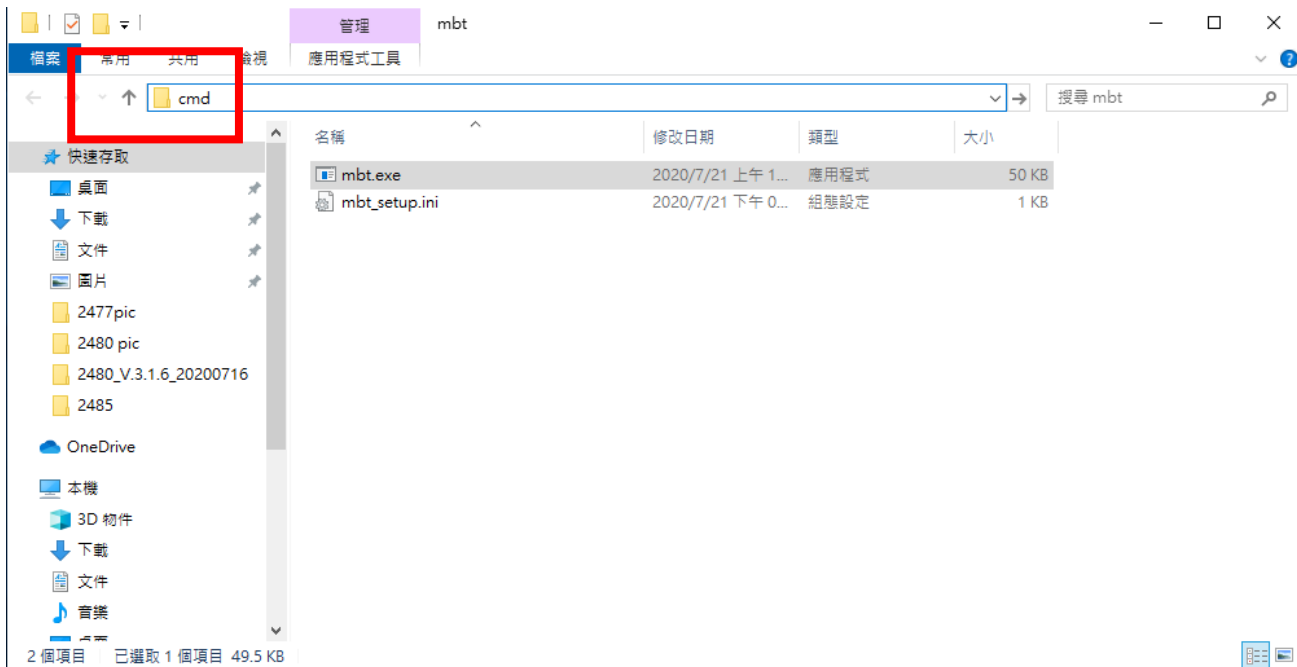 管理 mbt
檔案 常用 共用 檢視 應用程式工具
cmd 搜尋 mbt
名稱 修改日期 類型 大小
快速存取
mbt.exe 2020/7/21 上午 1... 應用程式 50 KB
桌面
mbt_setup.ini 2020/7/21 下午 0... 組態設定 1 KB
下載
文件
圖片
2477pic
2480 pic
2480_V.3.1.6_20200716
2485
OneDrive
本機
3D 物件
下載
文件
音樂
桌面
2 個項目 已選取 1 個項目 49.5 KB